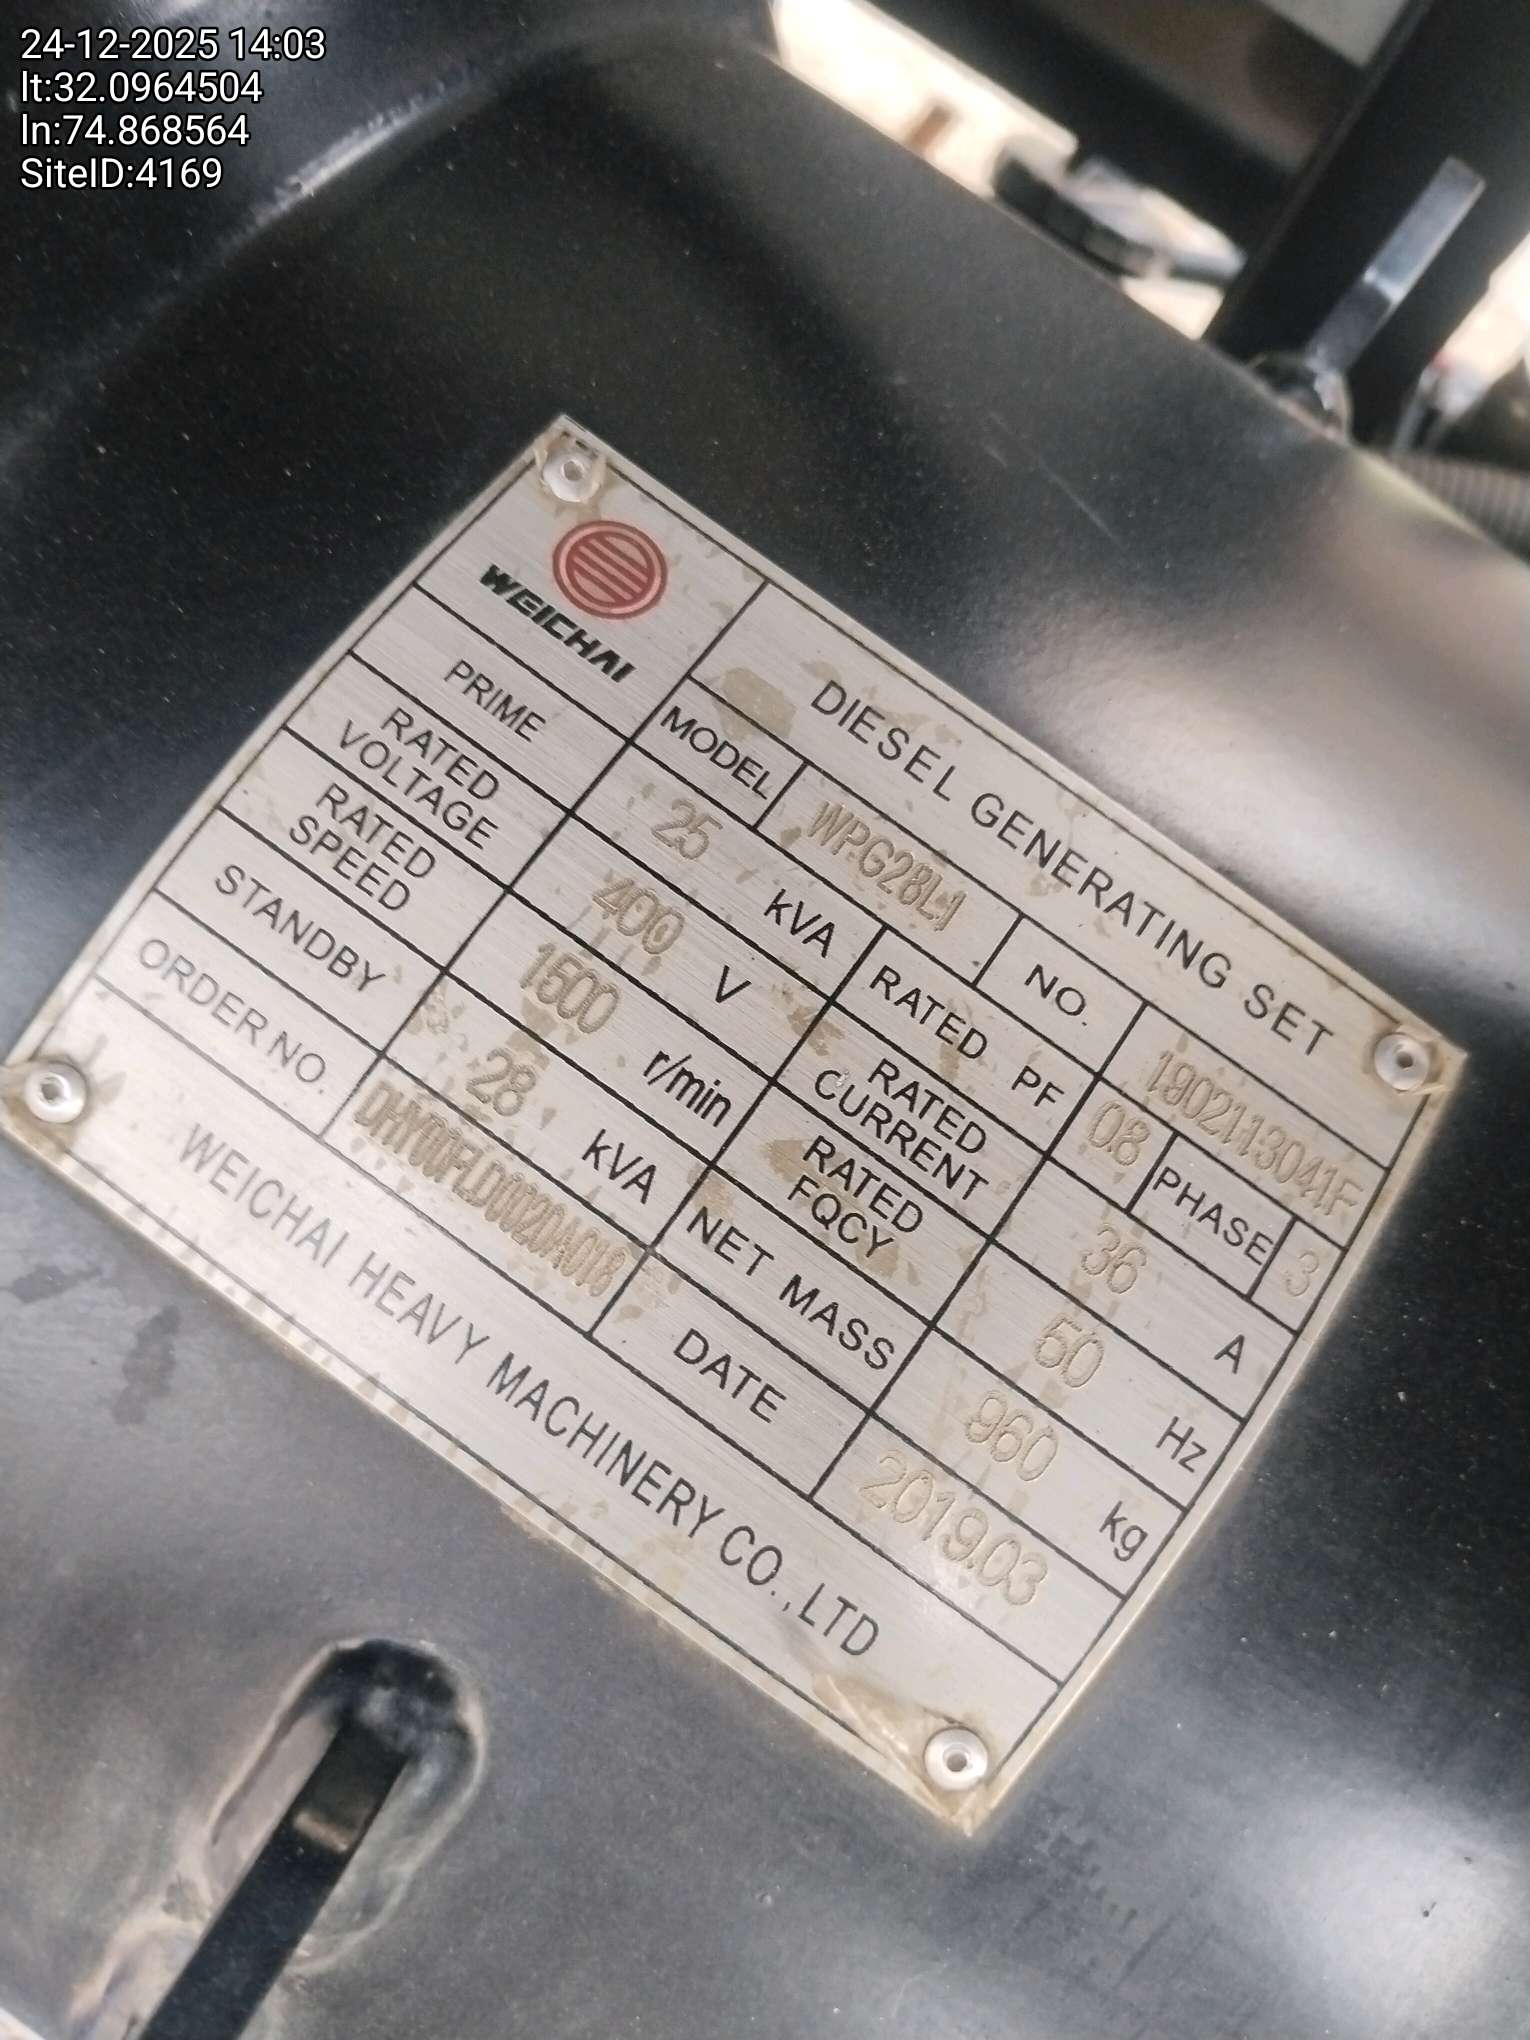 24-12-2025 14:03
lt:32.0964504
ln:74.868564
SiteID:4169
WEICHAI
DIESEL GENERATING SET
MODEL WPG28L1 NO. 1902113041F
PRIME 25 kVA RATED PF 0.8 PHASE 3
RATED VOLTAGE 400 V RATED CURRENT 36 A
RATED SPEED 1500 r/min RATED FQCY 50 Hz
STANDBY 28 kVA NET MASS 960 kg
ORDER NO. DATE 2019.03
WEICHAI HEAVY MACHINERY CO.,LTD